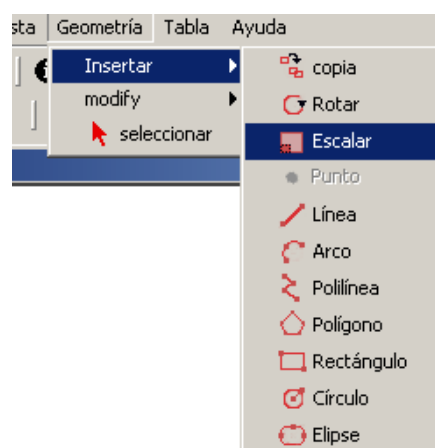 sta Geometría Tabla Ayuda
Insertar
modify
seleccionar
copia
Rotar
Escalar
Punto
Línea
Arco
Polilínea
Polígono
Rectángulo
Círculo
Elipse